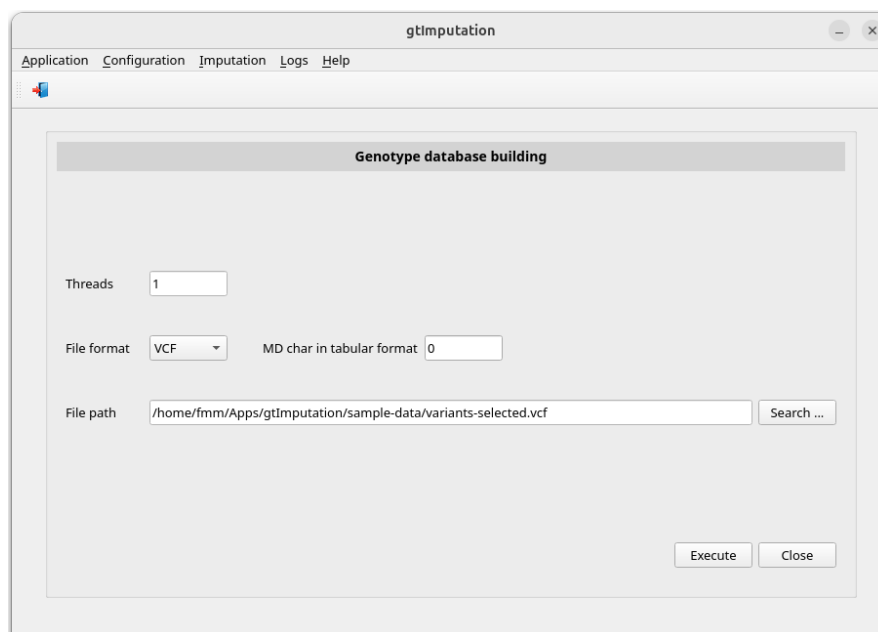 gtImputation
Application Configuration Imputation Logs Help
Genotype database building
Threads 1
File format VCF MD char in tabular format 0
File path /home/fmm/Apps/gtImputation/sample-data/variants-selected.vcf Search ...
Execute Close